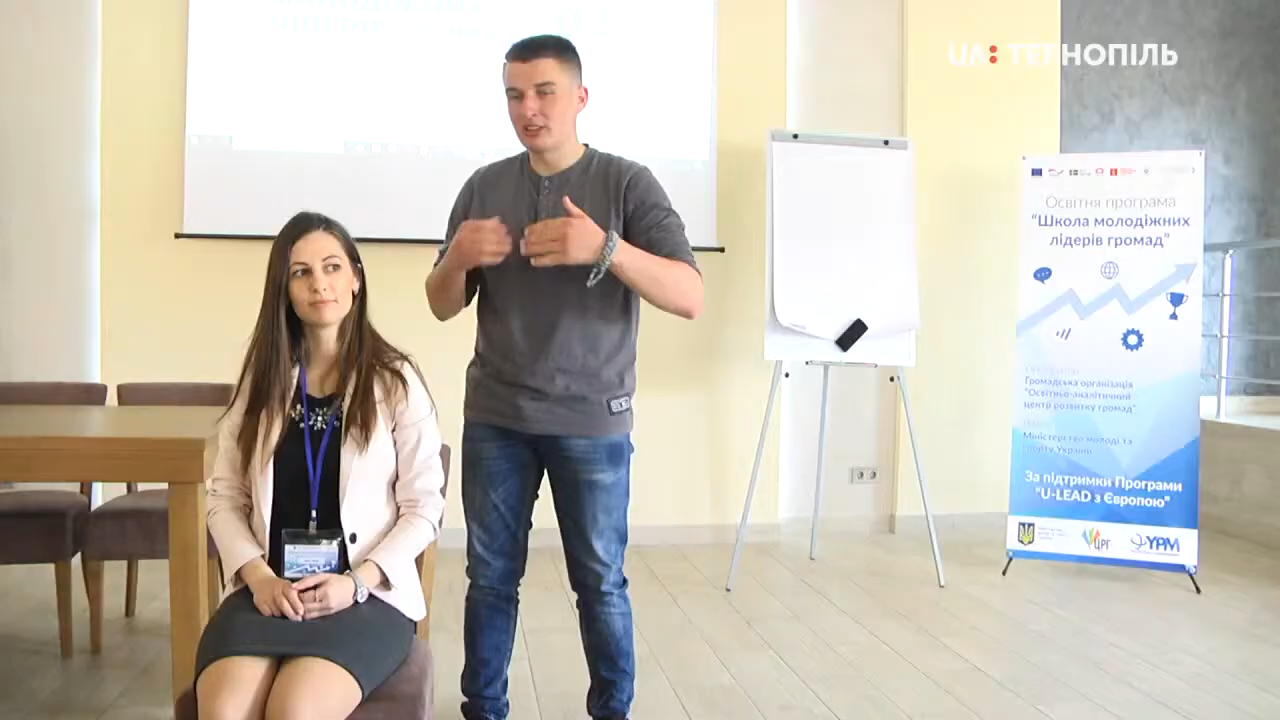 UA: ТЕРНОПІЛЬ
Освітня програма
"Школа молодіжних
лідерів громад"
Громадська організація
"Освітньо-аналітичний
центр розвитку громад"
Міністерство молоді та
спорту України
За підтримки Програми
"U-LEAD з Європою"
ЦРГ
YPM